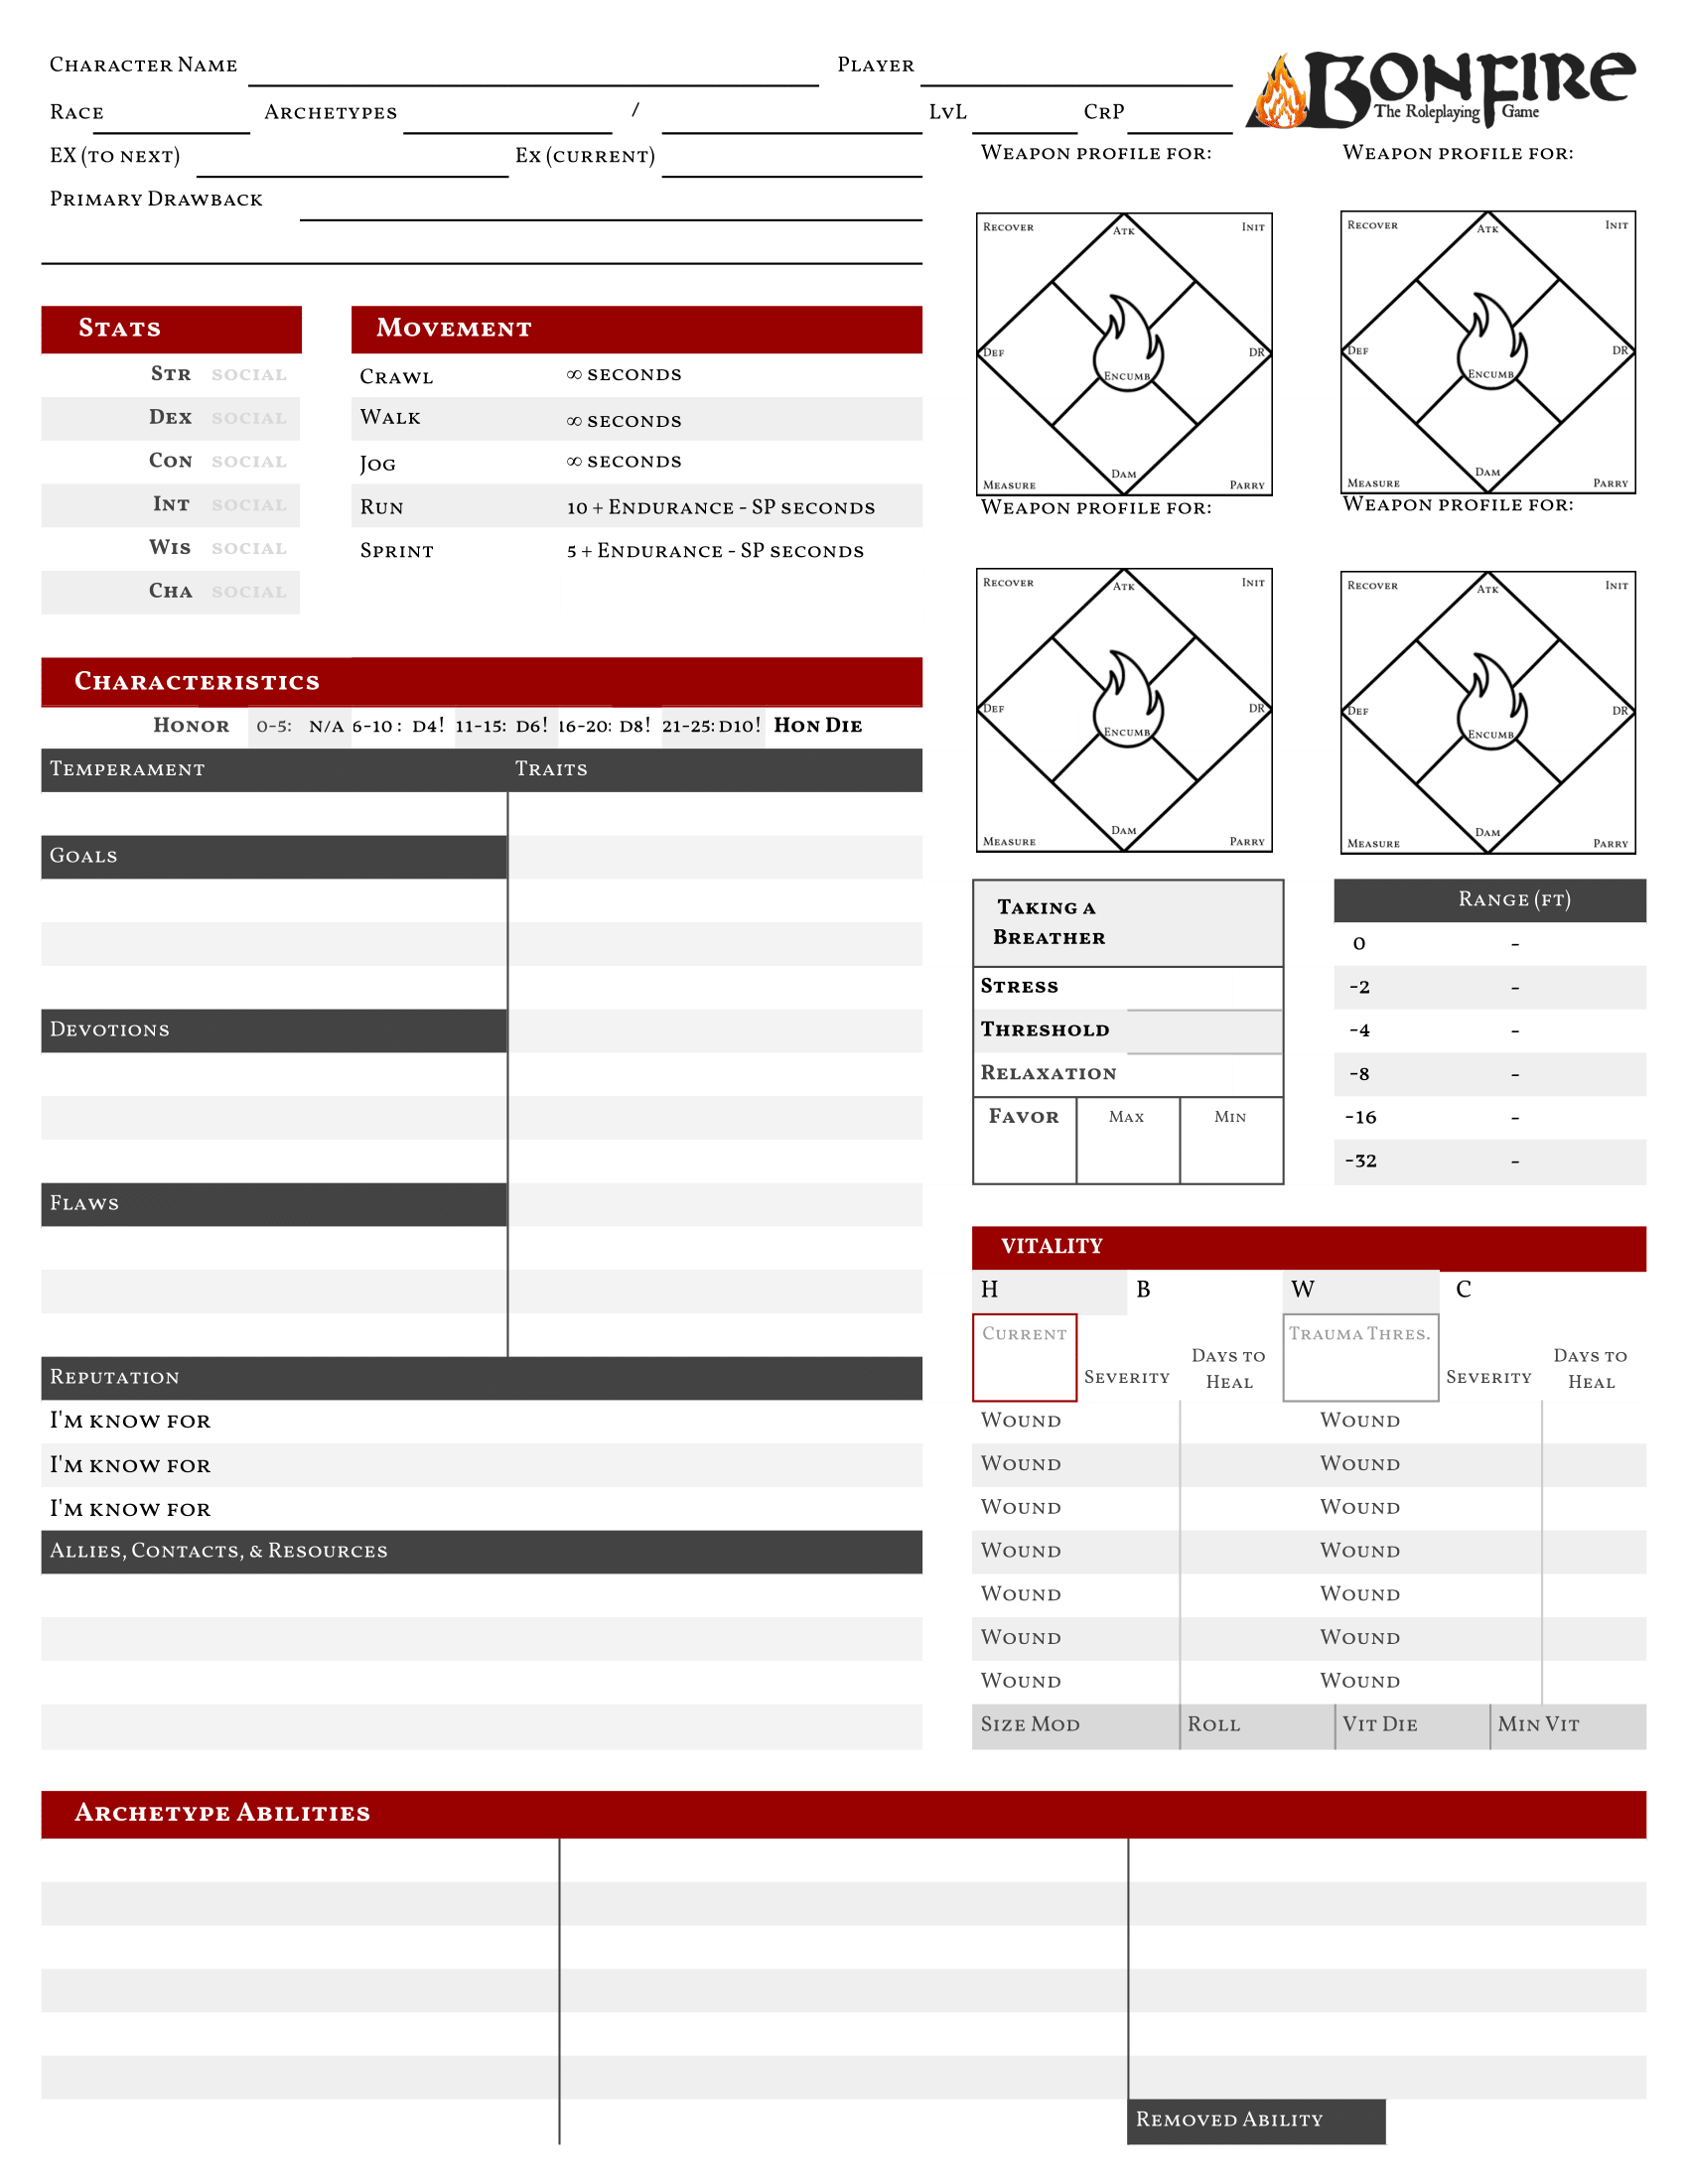 Character Name Player
Bonfire
The Roleplaying Game
Race Archetypes / LvL CrP
EX (to next) Ex (current)
Primary Drawback
Weapon profile for: Weapon profile for:
Recover Atk Init
Def DR
Encumb
Measure Dam Parry
Recover Atk Init
Def DR
Encumb
Measure Dam Parry
Weapon profile for: Weapon profile for:
Recover Atk Init
Def DR
Encumb
Measure Dam Parry
Recover Atk Init
Def DR
Encumb
Measure Dam Parry
Stats
Str social
Dex social
Con social
Int social
Wis social
Cha social
Movement
Crawl ∞ seconds
Walk ∞ seconds
Jog ∞ seconds
Run 10 + Endurance - SP seconds
Sprint 5 + Endurance - SP seconds
Characteristics
Honor 0-5: N/A 6-10 : D4! 11-15: D6! 16-20: D8! 21-25: D10! Hon Die
Temperament Traits
Goals
Devotions
Flaws
Reputation
I'm know for
I'm know for
I'm know for
Allies, Contacts, & Resources
Taking a
Breather
Stress
Threshold
Relaxation
Favor Max Min
Range (ft)
0 -
-2 -
-4 -
-8 -
-16 -
-32 -
VITALITY
H B W C
Current Severity Days to Heal Trauma Thres. Severity Days to Heal
Wound Wound
Wound Wound
Wound Wound
Wound Wound
Wound Wound
Wound Wound
Wound Wound
Size Mod Roll Vit Die Min Vit
Archetype Abilities
Removed Ability